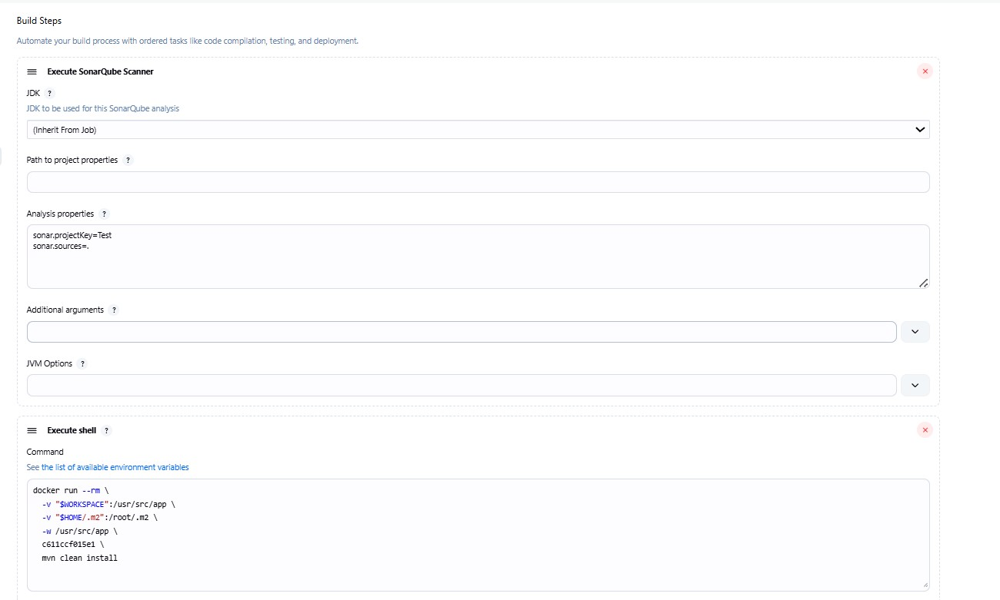 Build Steps
Automate your build process with ordered tasks like code compilation, testing, and deployment.
Execute SonarQube Scanner
JDK ?
JDK to be used for this SonarQube analysis
(Inherit From Job)
Path to project properties ?
Analysis properties ?
sonar.projectKey=Test
sonar.sources=.
Additional arguments ?
JVM Options ?
Execute shell ?
Command
See the list of available environment variables
docker run --rm \
-v "$WORKSPACE":/usr/src/app \
-v "$HOME/.m2":/root/.m2 \
-w /usr/src/app \
c611ccf015e1 \
mvn clean install